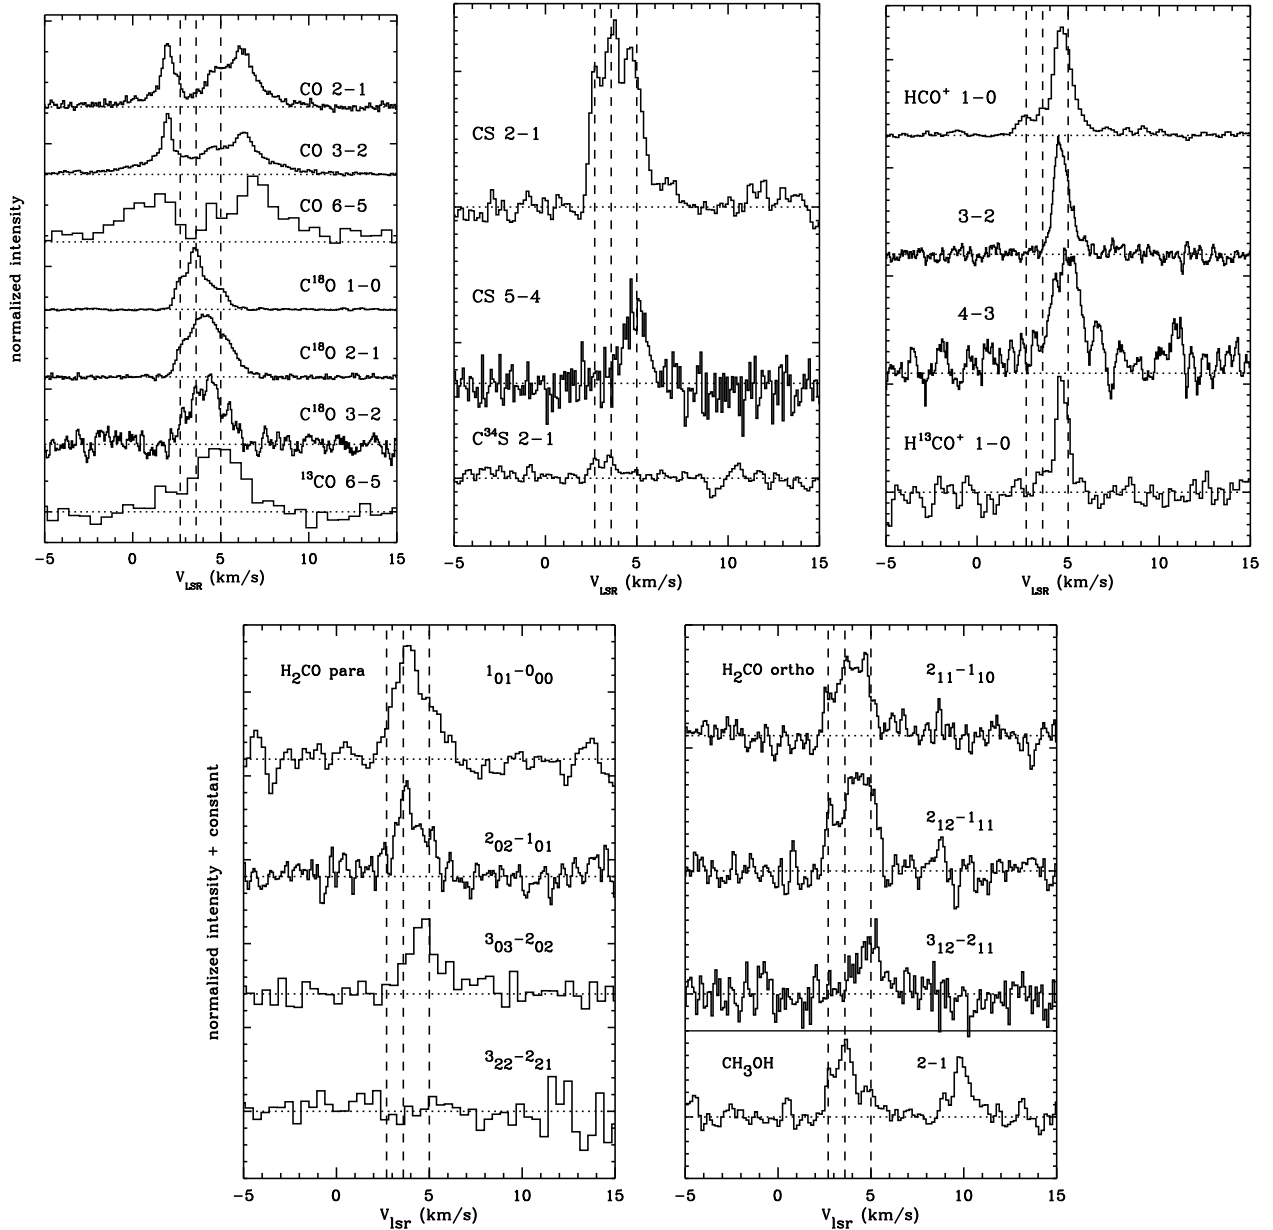 normalized intensity
CO 2−1
CO 3−2
CO 6−5
C¹⁸O 1−0
C¹⁸O 2−1
C¹⁸O 3−2
¹³CO 6−5
−5 0 5 10 15
V_LSR (km/s)
CS 2−1
CS 5−4
C³⁴S 2−1
−5 0 5 10 15
V_LSR (km/s)
HCO⁺ 1−0
3−2
4−3
H¹³CO⁺ 1−0
−5 0 5 10 15
V_LSR (km/s)
normalized intensity + constant
H₂CO para 1₀₁−0₀₀
2₀₂−1₀₁
3₀₃−2₀₂
3₂₂−2₂₁
−5 0 5 10 15
V_lsr (km/s)
H₂CO ortho 2₁₁−1₁₀
2₁₂−1₁₁
3₁₂−2₁₁
CH₃OH 2−1
−5 0 5 10 15
V_lsr (km/s)